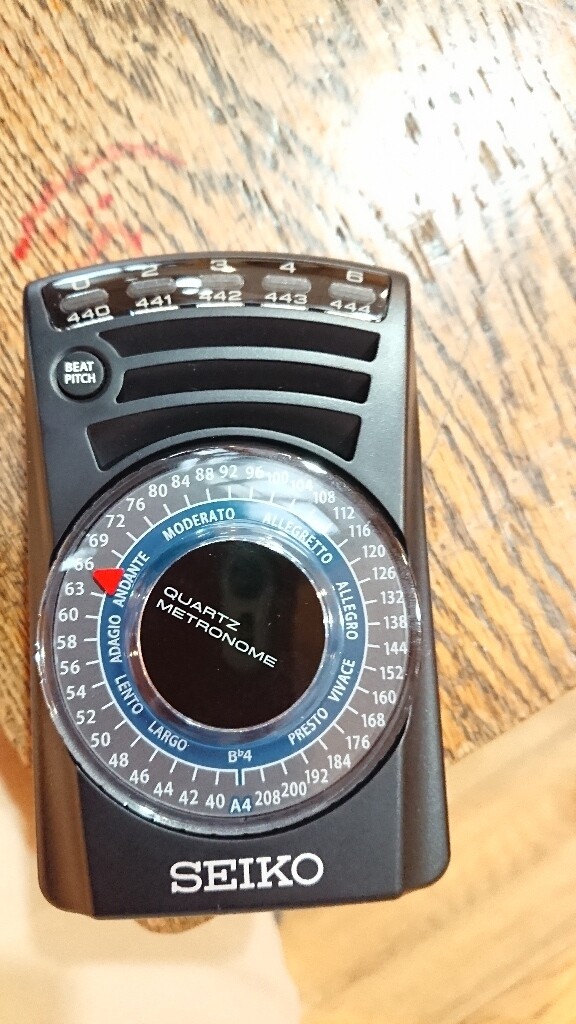 0 2 3 4 6
440 441 442 443 444
BEAT
PITCH
40 42 44 46 48 50 52 54 56 58 60 63 66 69 72 76 80 84 88 92 96 100 104 108 112 116 120 126 132 138 144 152 160 168 176 184 192 200 208 A4
LARGO LENTO ADAGIO ANDANTE MODERATO ALLEGRETTO ALLEGRO VIVACE PRESTO B♭4
QUARTZ
METRONOME
SEIKO